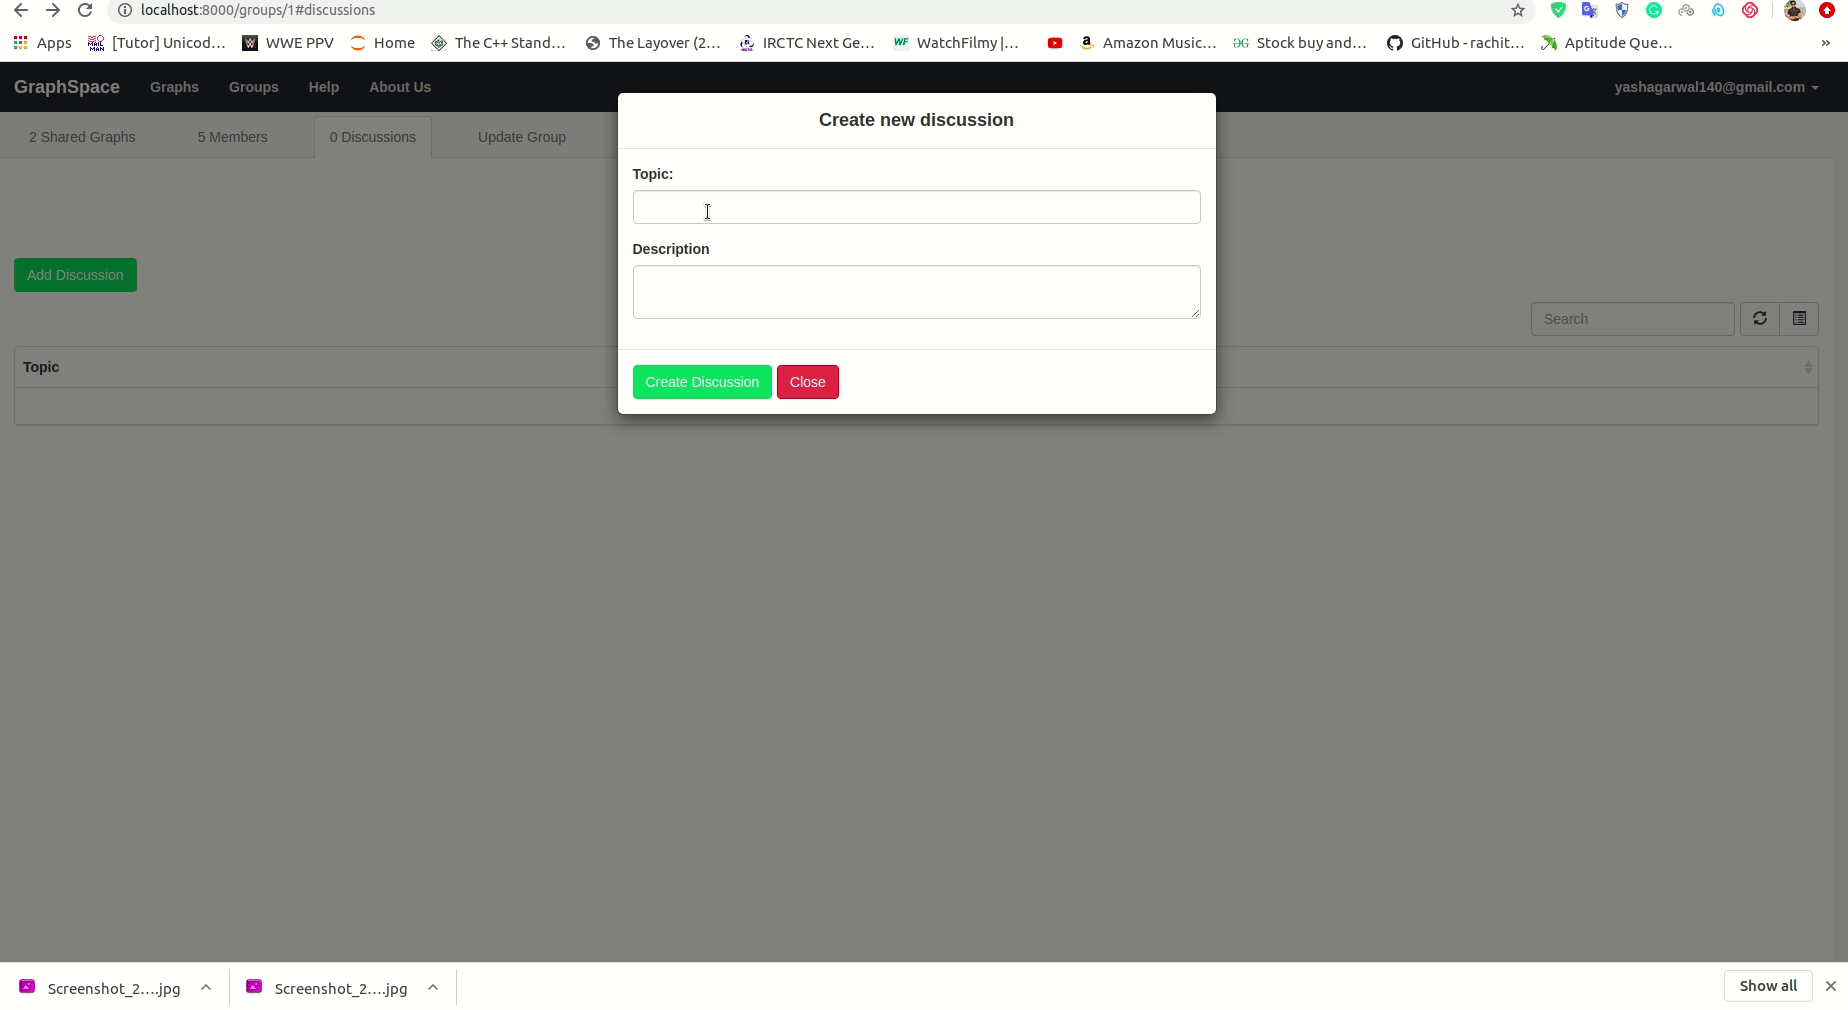 localhost:8000/groups/1#discussions
Apps [Tutor] Unicod... WWE PPV Home The C++ Stand... The Layover (2... IRCTC Next Ge... WatchFilmy |... Amazon Music... Stock buy and... GitHub - rachit... Aptitude Que... »
GraphSpace Graphs Groups Help About Us yashagarwal140@gmail.com
2 Shared Graphs 5 Members 0 Discussions Update Group
Create new discussion
Topic:
Description
Add Discussion
Search
Topic
Create Discussion Close
Screenshot_2....jpg Screenshot_2....jpg Show all